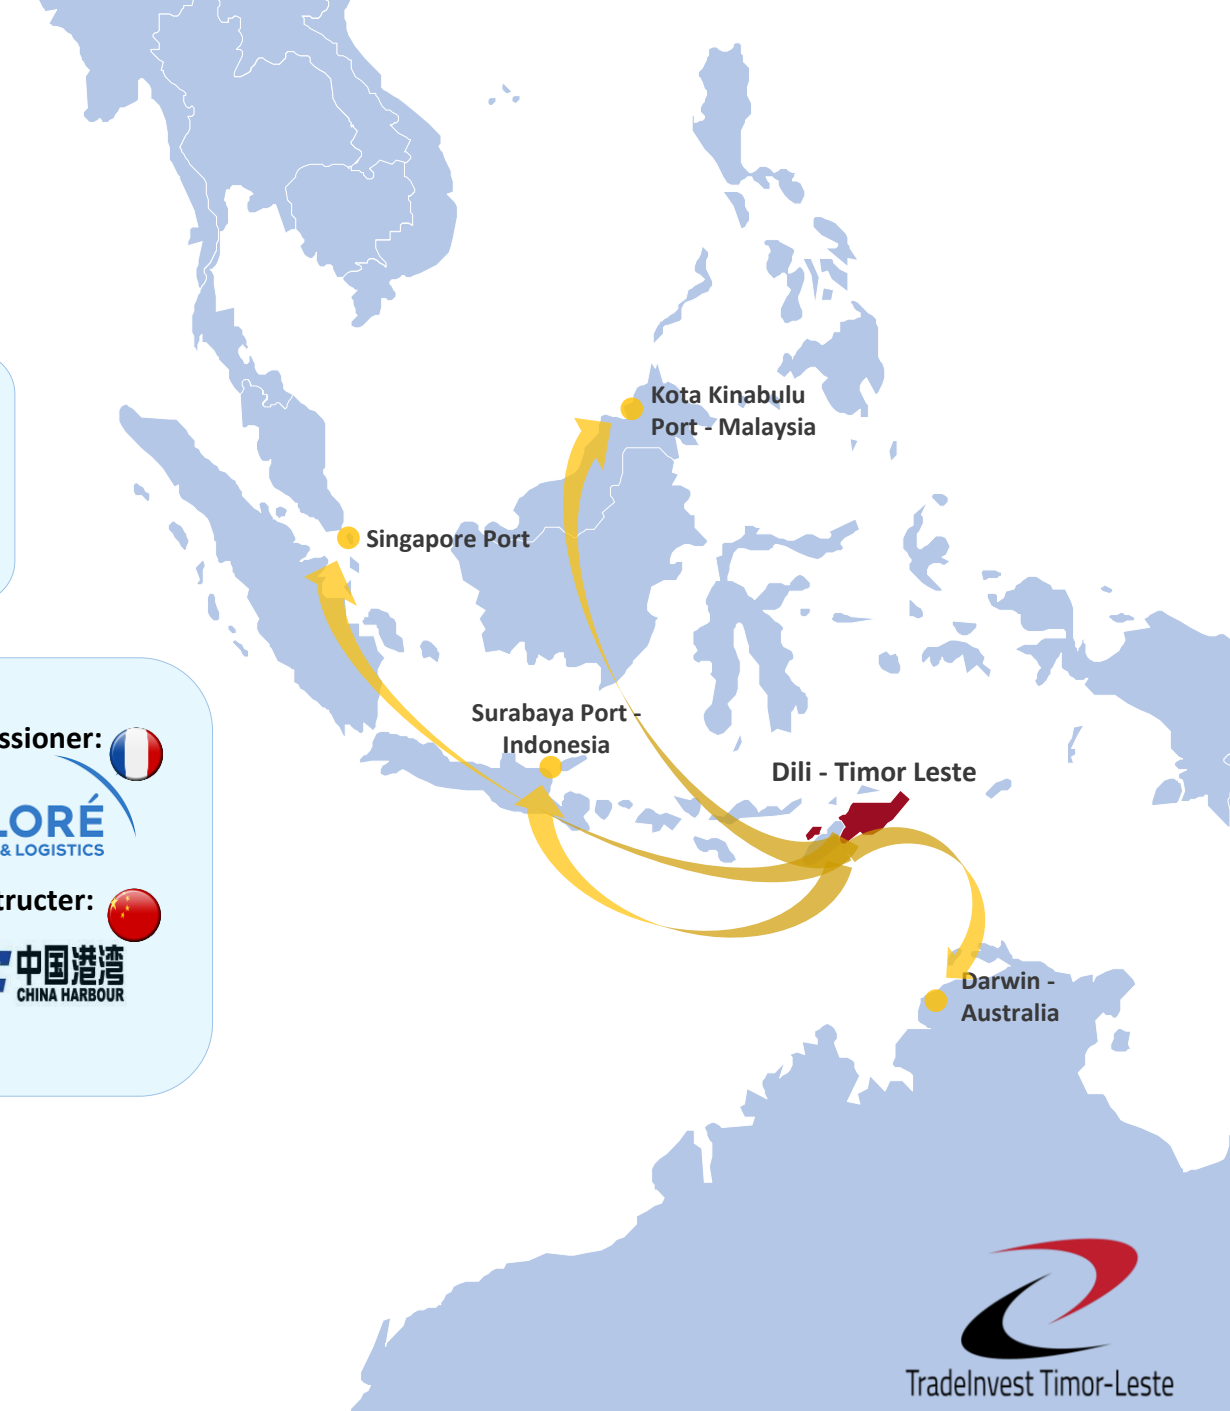 Kota Kinabulu
Port - Malaysia
Singapore Port
Surabaya Port -
Indonesia
Dili - Timor Leste
ssioner:
LORÉ
& LOGISTICS
tructer:
中国港湾
CHINA HARBOUR
Darwin -
Australia
TradeInvest Timor-Leste